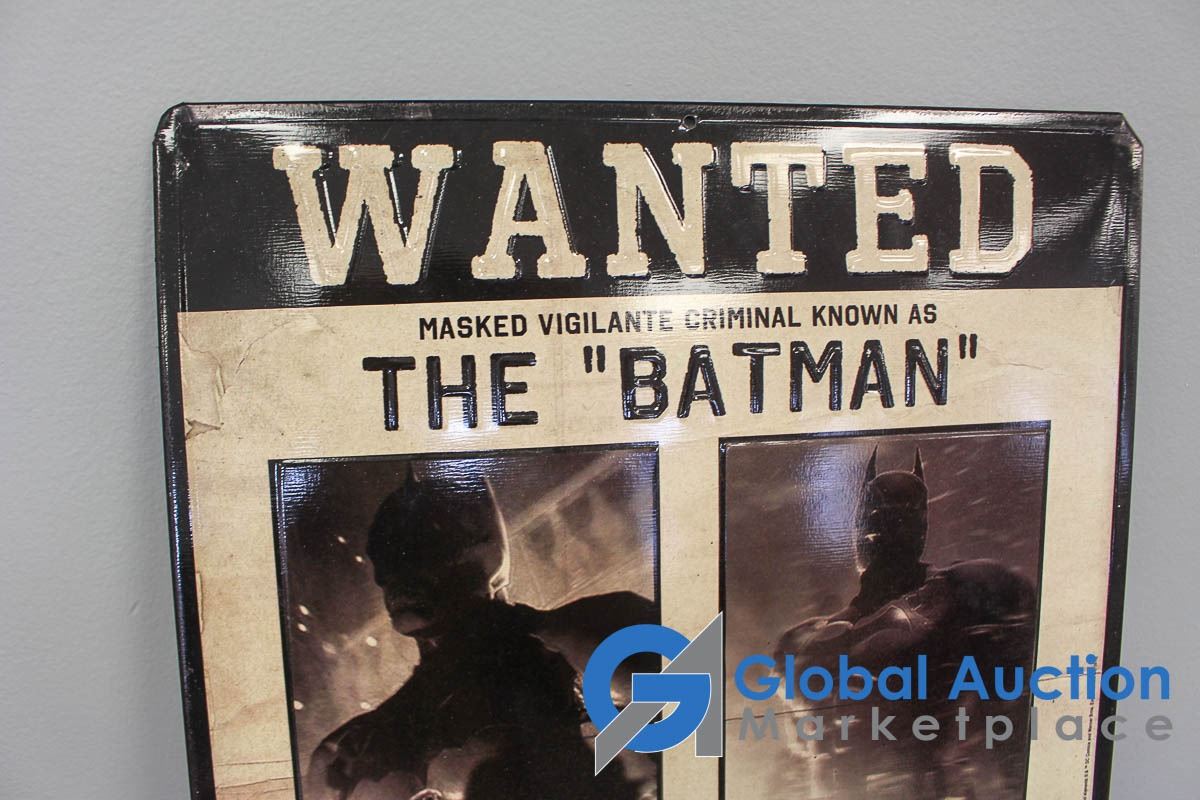 WANTED
MASKED VIGILANTE CRIMINAL KNOWN AS
THE "BATMAN"
Global Auction
Marketplace